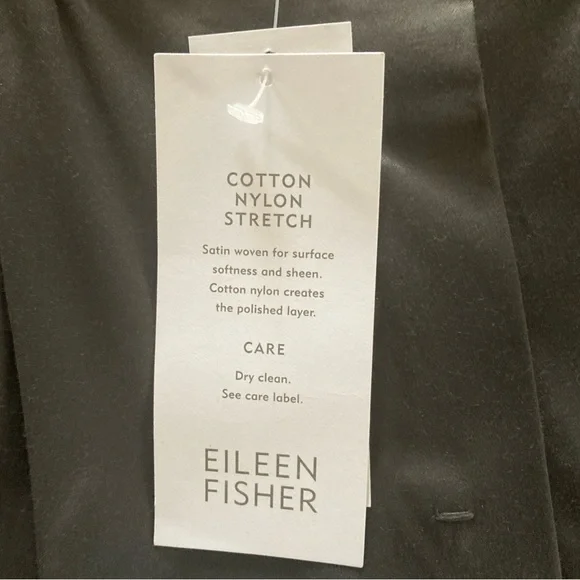 COTTON
NYLON
STRETCH
Satin woven for surface
softness and sheen.
Cotton nylon creates
the polished layer.
CARE
Dry clean.
See care label.
EILEEN
FISHER